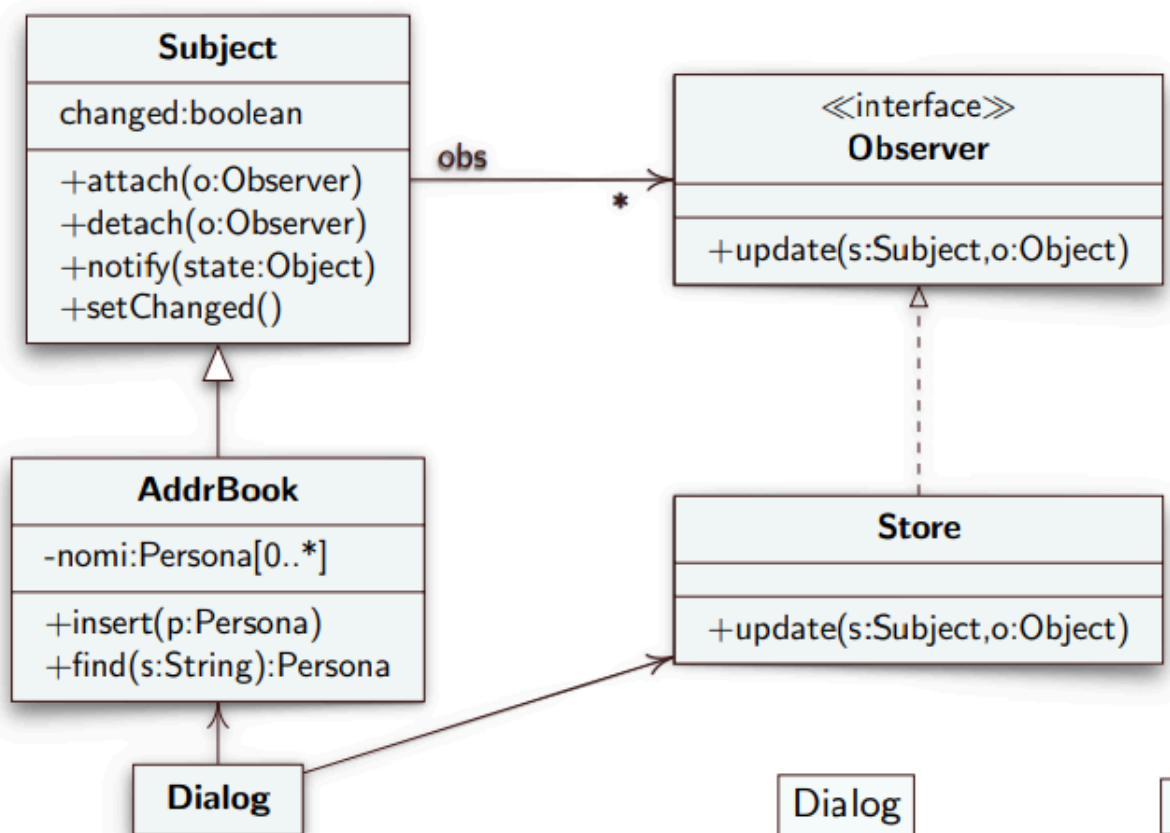 Subject
changed:boolean
+attach(o:Observer)
+detach(o:Observer)
+notify(state:Object)
+setChanged()
obs
*
≪interface≫
Observer
+update(s:Subject,o:Object)
AddrBook
-nomi:Persona[0..*]
+insert(p:Persona)
+find(s:String):Persona
Store
+update(s:Subject,o:Object)
Dialog
Dialog